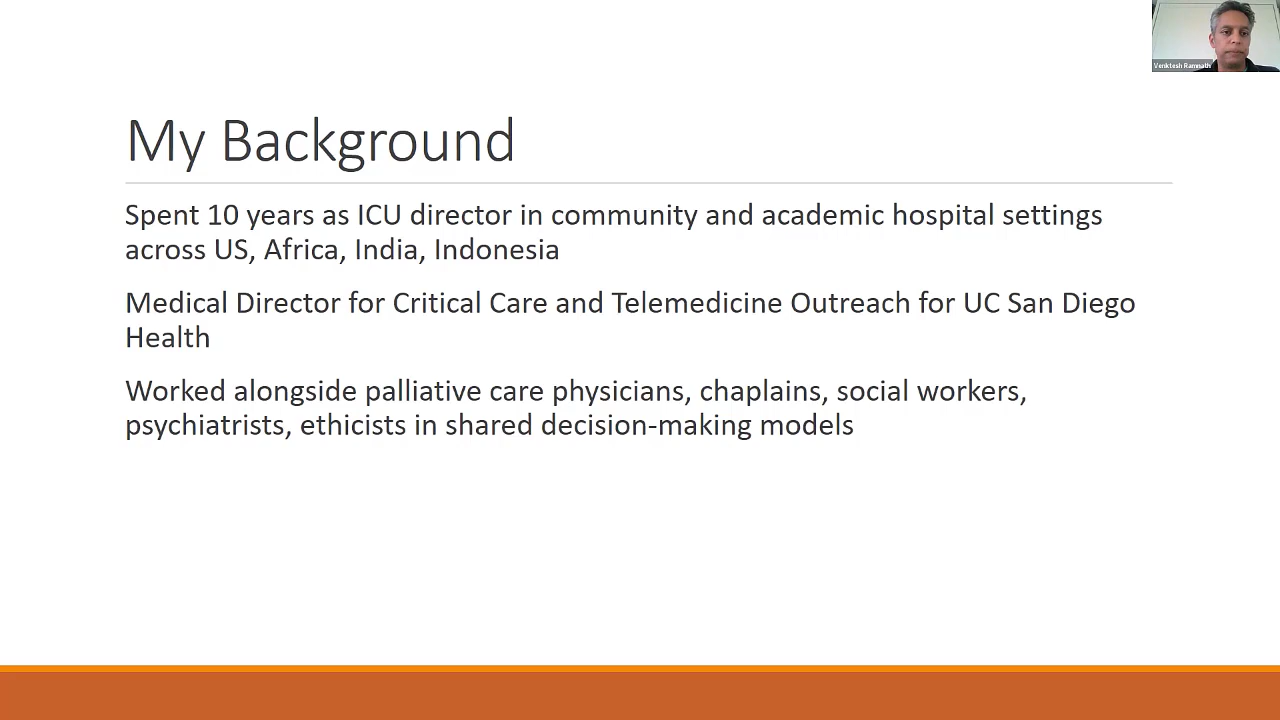 Venktesh Ramnath
My Background
Spent 10 years as ICU director in community and academic hospital settings
across US, Africa, India, Indonesia
Medical Director for Critical Care and Telemedicine Outreach for UC San Diego
Health
Worked alongside palliative care physicians, chaplains, social workers,
psychiatrists, ethicists in shared decision-making models